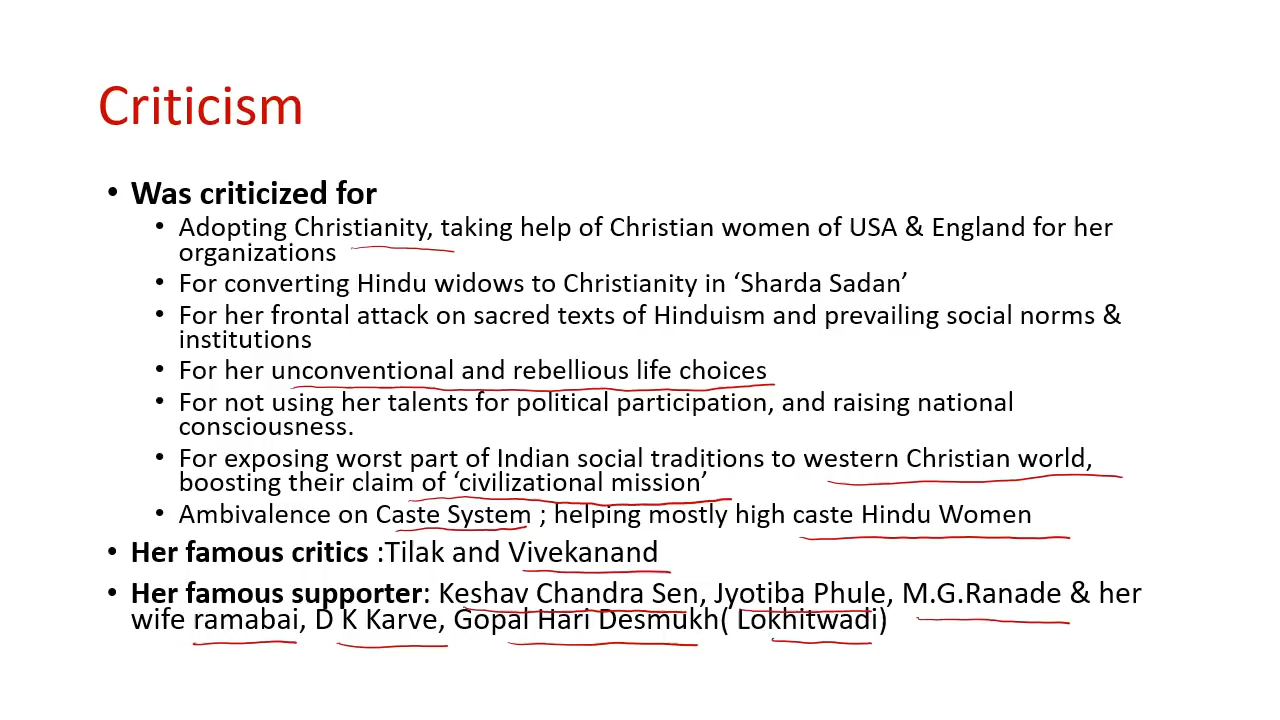 Criticism
• Was criticized for
• Adopting Christianity, taking help of Christian women of USA & England for her
organizations
• For converting Hindu widows to Christianity in ‘Sharda Sadan’
• For her frontal attack on sacred texts of Hinduism and prevailing social norms &
institutions
• For her unconventional and rebellious life choices
• For not using her talents for political participation, and raising national
consciousness.
• For exposing worst part of Indian social traditions to western Christian world,
boosting their claim of ‘civilizational mission’
• Ambivalence on Caste System ; helping mostly high caste Hindu Women
• Her famous critics :Tilak and Vivekanand
• Her famous supporter: Keshav Chandra Sen, Jyotiba Phule, M.G.Ranade & her
wife ramabai, D K Karve, Gopal Hari Desmukh( Lokhitwadi)